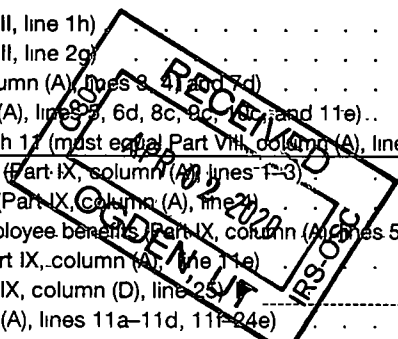 II, line 1h)
II, line 2g)
umn (A), lines 3, 4, and 7d)
(A), lines 5, 6d, 8c, 9c, 10c, and 11e)
h 11 (must equal Part VIII, column (A), line
(Part IX, column (A), lines 1–3)
(Part IX, column (A), line 4)
ployee benefits (Part IX, column (A), lines 5
rt IX, column (A), line 11e)
IX, column (D), line 25)
(A), lines 11a–11d, 11f–24e)
RECEIVED
APR 02 2020
OGDEN, UT
IRS-OSC